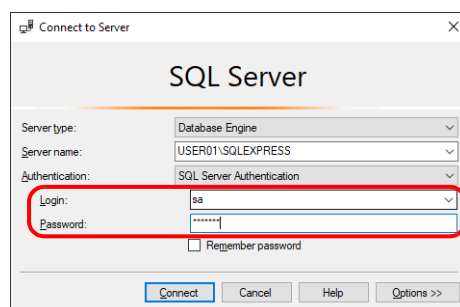 Connect to Server
SQL Server
Server type: Database Engine
Server name: USER01\SQLEXPRESS
Authentication: SQL Server Authentication
Login: sa
Password: *******
Remember password
Connect Cancel Help Options >>